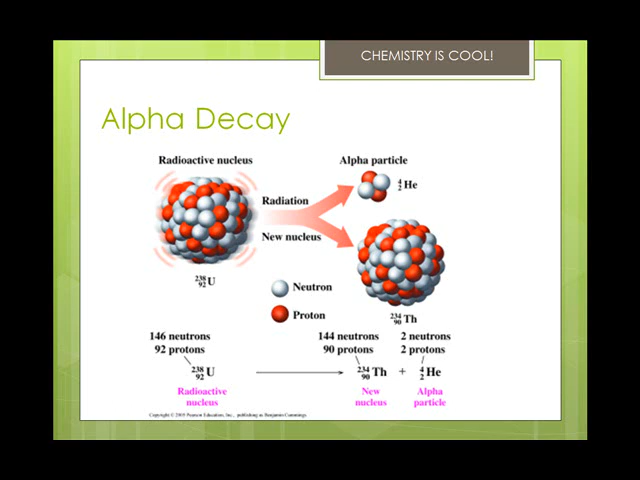 CHEMISTRY IS COOL!
Alpha Decay
Radioactive nucleus
Alpha particle
4
2 He
Radiation
New nucleus
238
92 U
Neutron
Proton
234
90 Th
146 neutrons
92 protons
144 neutrons
90 protons
2 neutrons
2 protons
238
92 U
234
90 Th + 4
2 He
Radioactive
nucleus
New
nucleus
Alpha
particle
Copyright © 2005 Pearson Education, Inc., publishing as Benjamin Cummings